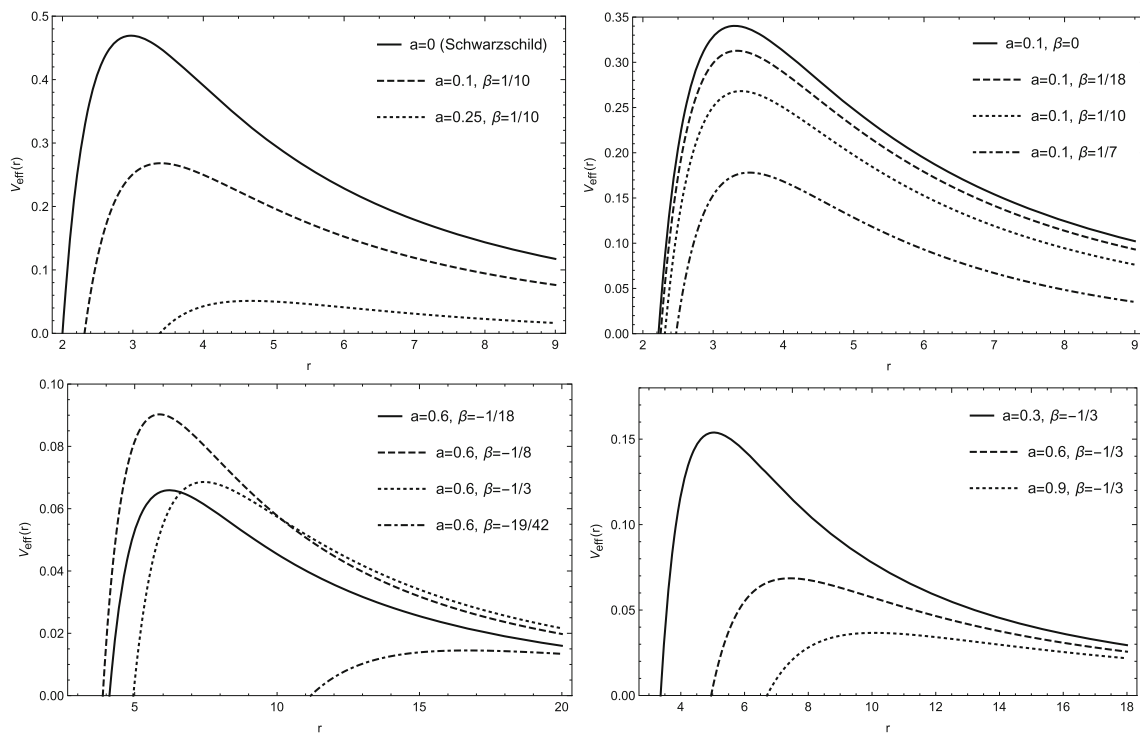 0.5
0.4
0.3
0.2
0.1
0.0
V_eff(r)
2 3 4 5 6 7 8 9
r
a=0 (Schwarzschild)
a=0.1, β=1/10
a=0.25, β=1/10
0.35
0.30
0.25
0.20
0.15
0.10
0.05
0.00
V_eff(r)
2 3 4 5 6 7 8 9
r
a=0.1, β=0
a=0.1, β=1/18
a=0.1, β=1/10
a=0.1, β=1/7
0.10
0.08
0.06
0.04
0.02
0.00
V_eff(r)
5 10 15 20
r
a=0.6, β=-1/18
a=0.6, β=-1/8
a=0.6, β=-1/3
a=0.6, β=-19/42
0.15
0.10
0.05
0.00
V_eff(r)
4 6 8 10 12 14 16 18
r
a=0.3, β=-1/3
a=0.6, β=-1/3
a=0.9, β=-1/3